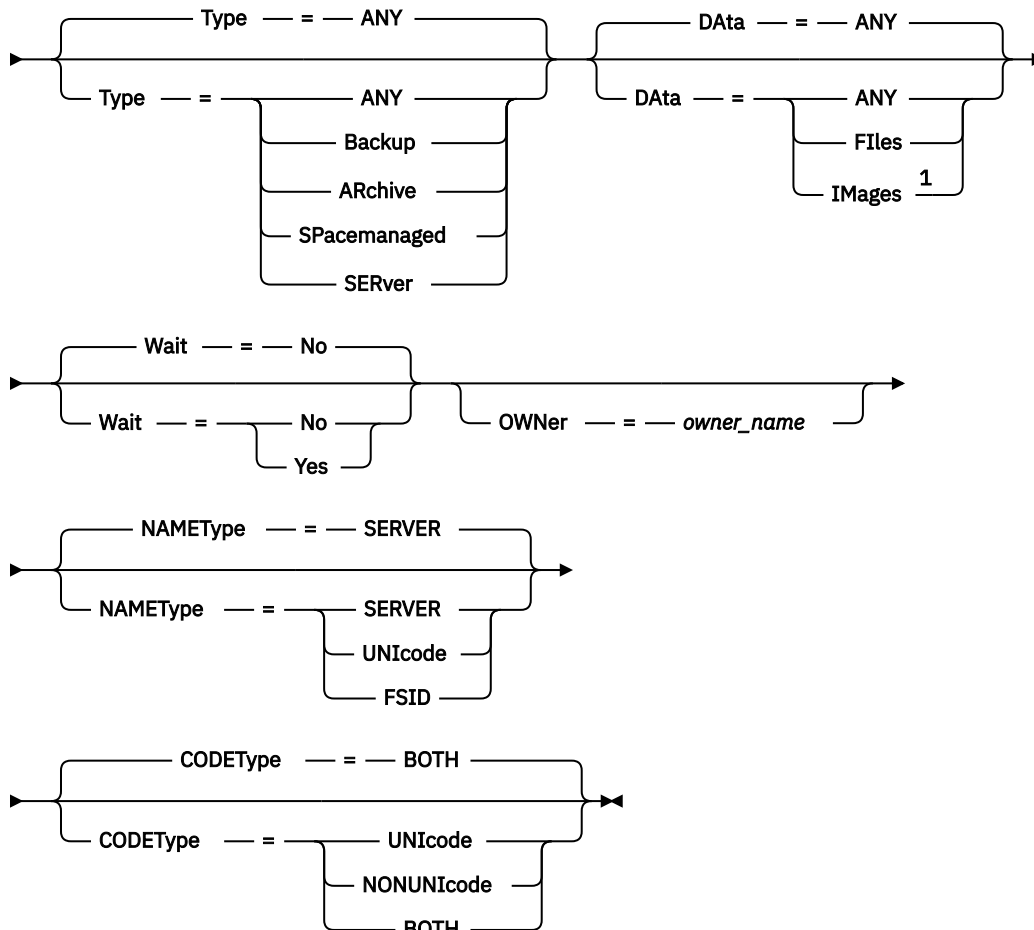 Type = ANY DAta = ANY
Type = ANY DAta = ANY
Backup FIles
ARchive IMages 1
SPacemanaged
SERver
Wait = No
Wait = No OWNer = owner_name
Yes
NAMEType = SERVER
NAMEType = SERVER
UNIcode
FSID
CODEType = BOTH
CODEType = UNIcode
NONUNIcode
BOTH